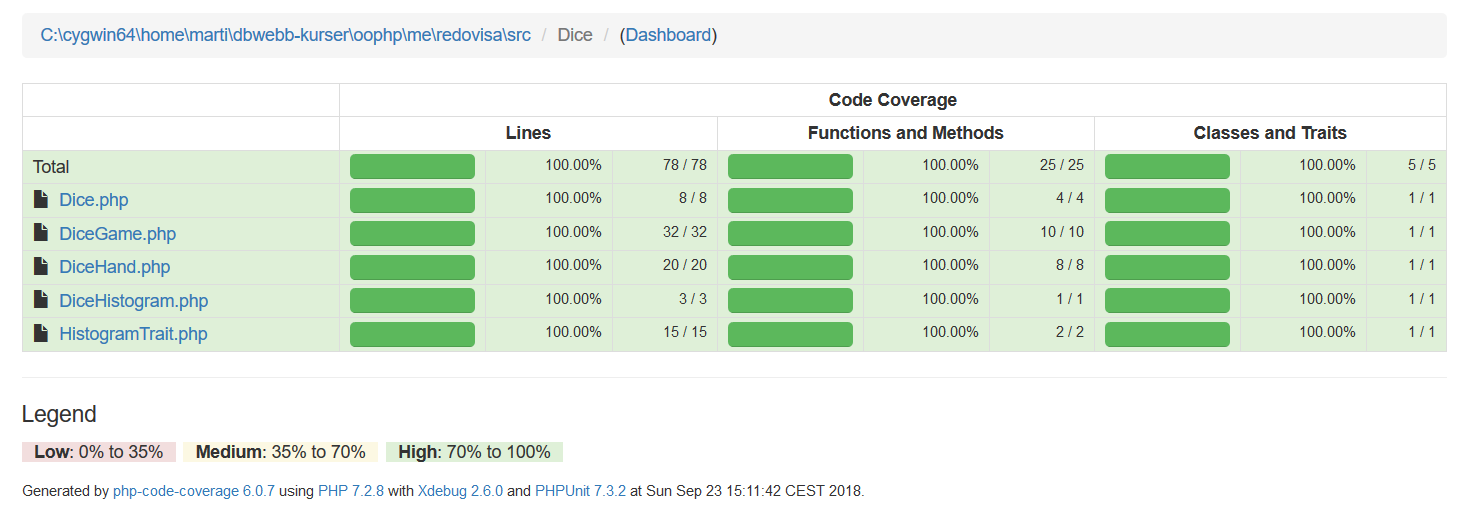 C:\cygwin64\home\marti\dbwebb-kurser\oophp\me\redovisa\src / Dice / (Dashboard)
Code Coverage
Lines Functions and Methods Classes and Traits
Total 100.00% 78 / 78 100.00% 25 / 25 100.00% 5 / 5
Dice.php 100.00% 8 / 8 100.00% 4 / 4 100.00% 1 / 1
DiceGame.php 100.00% 32 / 32 100.00% 10 / 10 100.00% 1 / 1
DiceHand.php 100.00% 20 / 20 100.00% 8 / 8 100.00% 1 / 1
DiceHistogram.php 100.00% 3 / 3 100.00% 1 / 1 100.00% 1 / 1
HistogramTrait.php 100.00% 15 / 15 100.00% 2 / 2 100.00% 1 / 1
Legend
Low: 0% to 35% Medium: 35% to 70% High: 70% to 100%
Generated by php-code-coverage 6.0.7 using PHP 7.2.8 with Xdebug 2.6.0 and PHPUnit 7.3.2 at Sun Sep 23 15:11:42 CEST 2018.